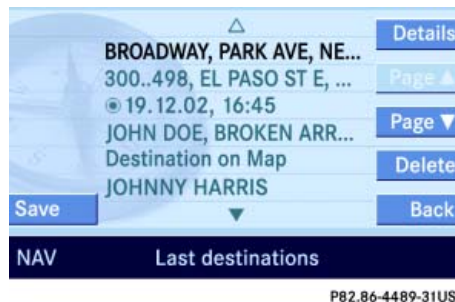 BROADWAY, PARK AVE, NE...
300..498, EL PASO ST E, ...
19.12.02, 16:45
JOHN DOE, BROKEN ARR...
Destination on Map
JOHNNY HARRIS
Details
Page ▲
Page ▼
Delete
Save
Back
NAV Last destinations
P82.86-4489-31US